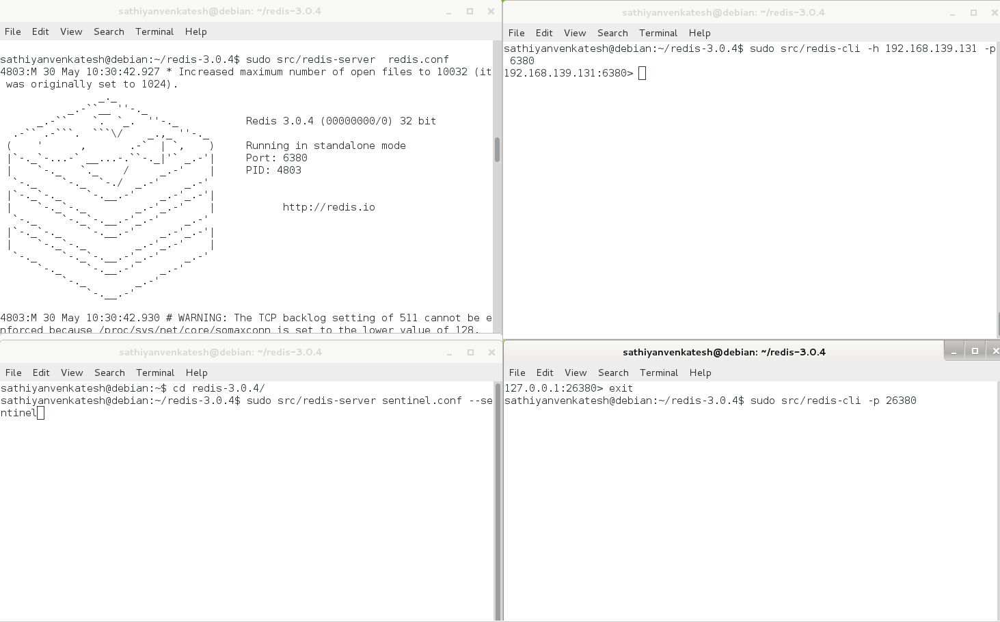 sathiyanvenkatesh@debian: ~/redis-3.0.4
File Edit View Search Terminal Help
sathiyanvenkatesh@debian:~/redis-3.0.4$ sudo src/redis-server  redis.conf
4803:M 30 May 10:30:42.927 * Increased maximum number of open files to 10032 (it
 was originally set to 1024).
Redis 3.0.4 (00000000/0) 32 bit
Running in standalone mode
Port: 6380
PID: 4803
http://redis.io
4803:M 30 May 10:30:42.930 # WARNING: The TCP backlog setting of 511 cannot be e
nforced because /proc/sys/net/core/somaxconn is set to the lower value of 128.
sathiyanvenkatesh@debian: ~/redis-3.0.4
File Edit View Search Terminal Help
sathiyanvenkatesh@debian:~/redis-3.0.4$ sudo src/redis-cli -h 192.168.139.131 -p
 6380
192.168.139.131:6380>
sathiyanvenkatesh@debian: ~/redis-3.0.4
File Edit View Search Terminal Help
sathiyanvenkatesh@debian:~$ cd redis-3.0.4/
sathiyanvenkatesh@debian:~/redis-3.0.4$ sudo src/redis-server sentinel.conf --se
ntinel
sathiyanvenkatesh@debian: ~/redis-3.0.4
File Edit View Search Terminal Help
127.0.0.1:26380> exit
sathiyanvenkatesh@debian:~/redis-3.0.4$ sudo src/redis-cli -p 26380